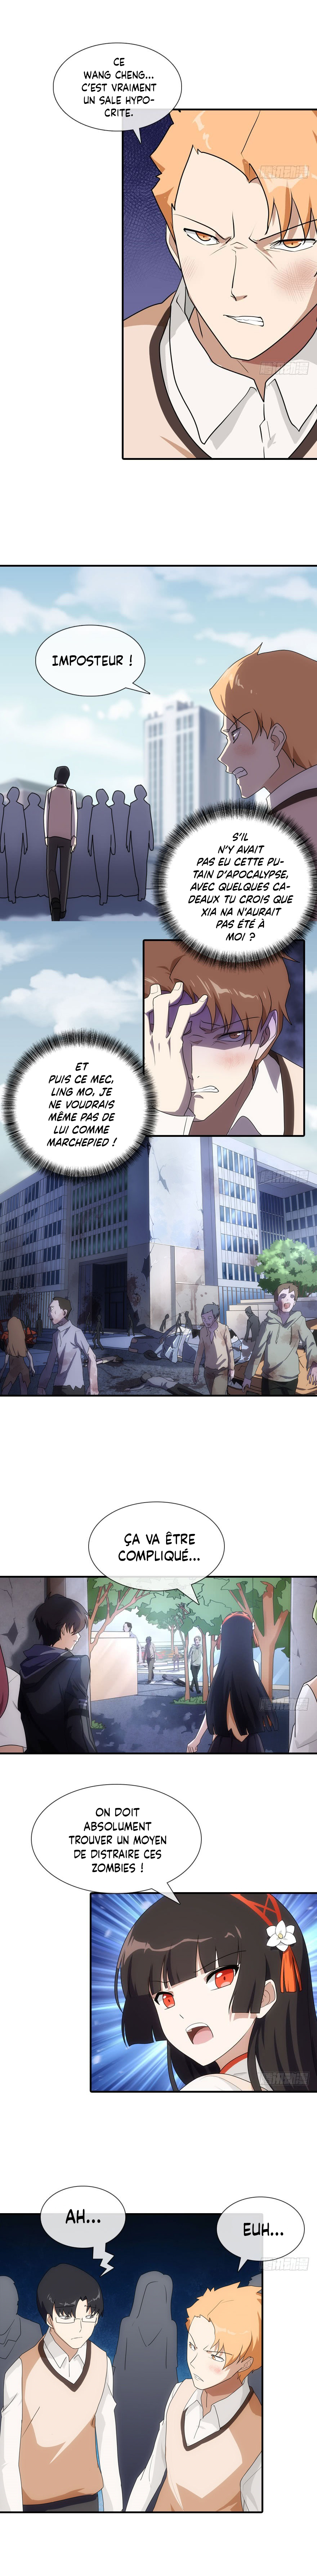 CE
WANG CHENG...
C'EST VRAIMENT
UN SALE HYPO-
CRITE.
IMPOSTEUR !
S'IL
N'Y AVAIT
PAS EU CETTE PU-
TAIN D'APOCALYPSE,
AVEC QUELQUES CA-
DEAUX TU CROIS QUE
XIA NA N'AURAIT
PAS ÉTÉ À
MOI ?
ET
PUIS CE MEC,
LING MO, JE
NE VOUDRAIS
MÊME PAS DE
LUI COMME
MARCHEPIED !
ÇA VA ÊTRE
COMPLIQUÉ...
ON DOIT
ABSOLUMENT
TROUVER UN MOYEN
DE DISTRAIRE CES
ZOMBIES !
AH...
EUH...